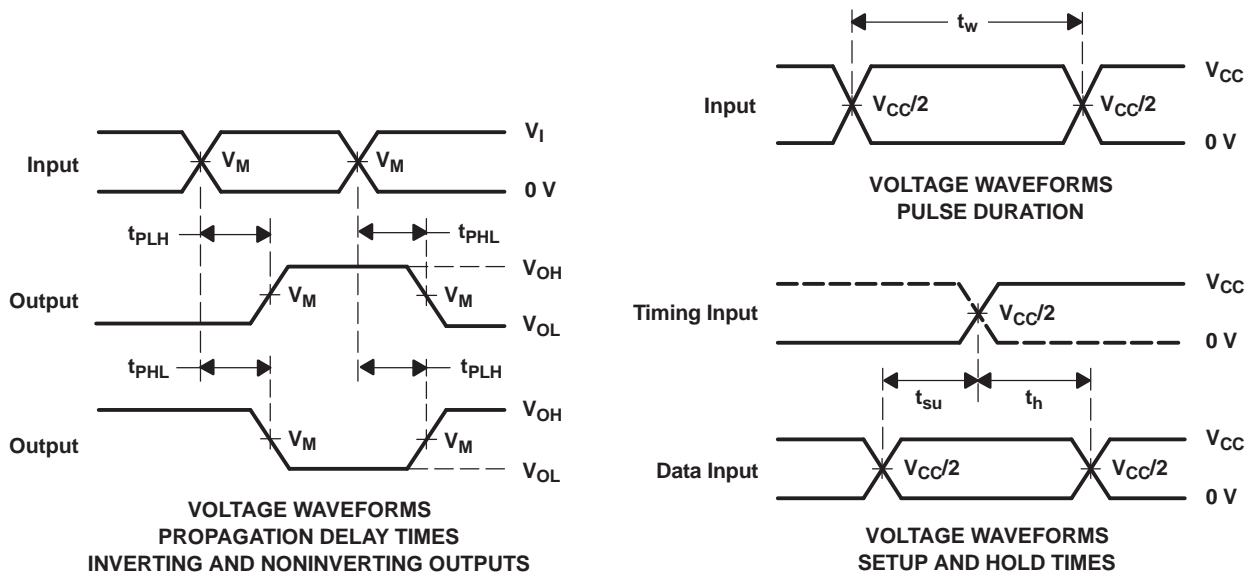 V_I
Input
V_M
V_M
0 V
t_PLH
t_PHL
V_OH
Output
V_M
V_M
V_OL
t_PHL
t_PLH
V_OH
Output
V_M
V_M
V_OL
VOLTAGE WAVEFORMS
PROPAGATION DELAY TIMES
INVERTING AND NONINVERTING OUTPUTS
t_w
V_CC
Input
V_CC/2
V_CC/2
0 V
VOLTAGE WAVEFORMS
PULSE DURATION
V_CC
Timing Input
V_CC/2
0 V
t_su
t_h
V_CC
Data Input
V_CC/2
V_CC/2
0 V
VOLTAGE WAVEFORMS
SETUP AND HOLD TIMES